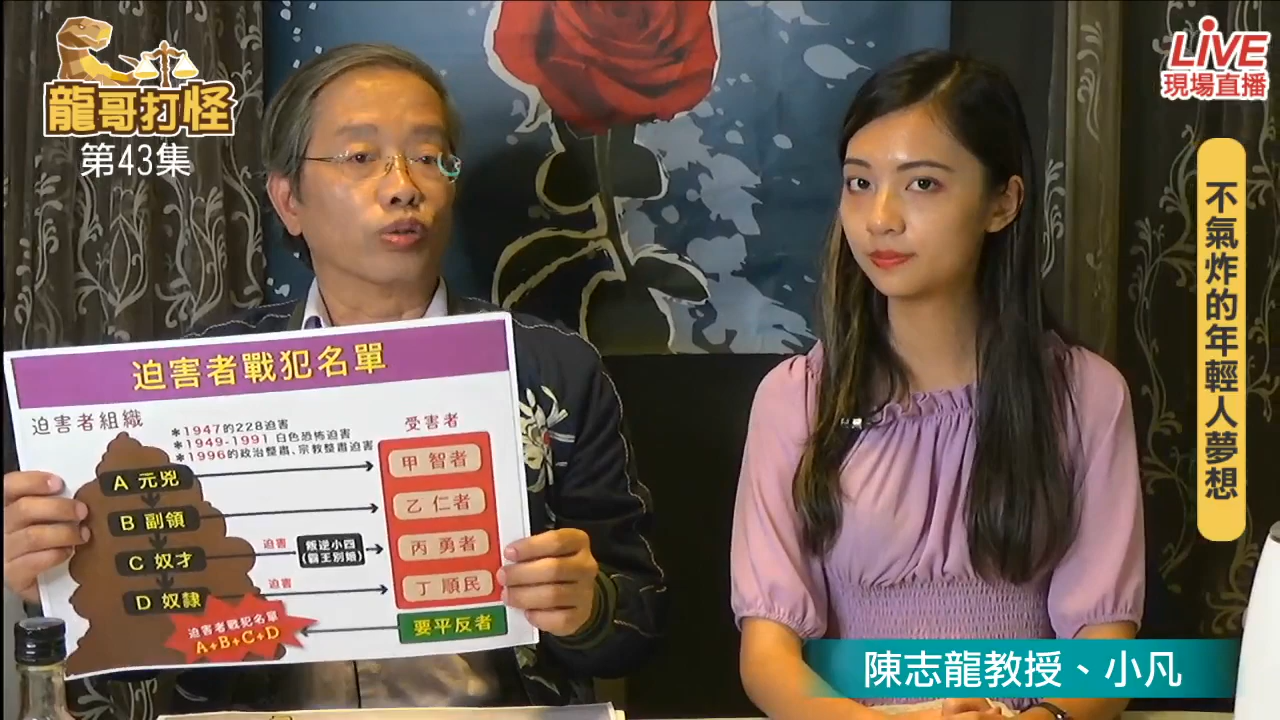 龍哥打怪
第43集
LIVE
現場直播
不氣炸的年輕人夢想
迫害者戰犯名單
迫害者組織
*1947的228迫害
*1949-1991 白色恐怖迫害
*1996的政治整肅、宗教整肅迫害
受害者
A 元兇
甲 智者
B 副領
乙 仁者
C 奴才
迫害
叛逆小四
(霸王別姬)
丙 勇者
D 奴隸
迫害
丁 順民
迫害者戰犯名單
A+B+C+D
要平反者
陳志龍教授、小凡